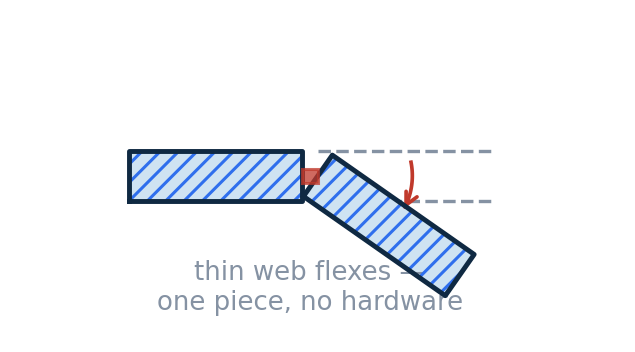 thin web flexes —
one piece, no hardware